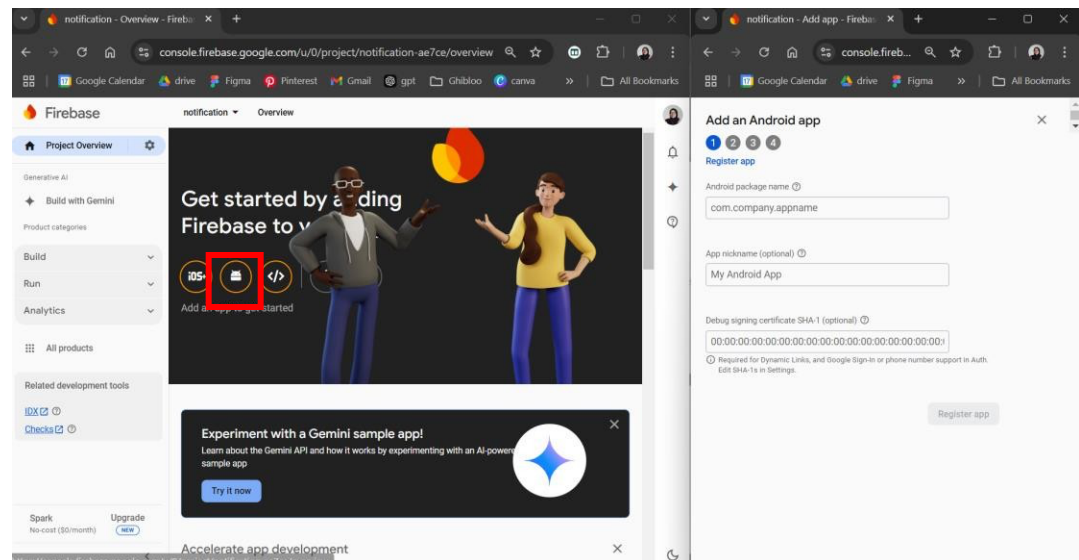 notification - Overview - Fireba
console.firebase.google.com/u/0/project/notification-ae7ce/overview
Google Calendar
drive
Figma
Pinterest
Gmail
gpt
Ghibloo
canva
»
All Bookmarks
Firebase
notification
Overview
Project Overview
Generative AI
Build with Gemini
Product categories
Build
Run
Analytics
All products
Related development tools
IDX
Checks
Spark
No-cost ($0/month)
Upgrade
NEW
Get started by adding
Firebase to y
iOS+
</>
Add an app to get started
Experiment with a Gemini sample app!
Learn about the Gemini API and how it works by experimenting with an AI-powere
sample app
Try it now
Accelerate app development
notification - Add app - Fireba
console.fireb...
Google Calendar
drive
Figma
»
All Bookmarks
Add an Android app
1 2 3 4
Register app
Android package name
com.company.appname
App nickname (optional)
My Android App
Debug signing certificate SHA-1 (optional)
00:00:00:00:00:00:00:00:00:00:00:00:00:00:00:00:
Required for Dynamic Links, and Google Sign-In or phone number support in Auth.
Edit SHA-1s in Settings.
Register app